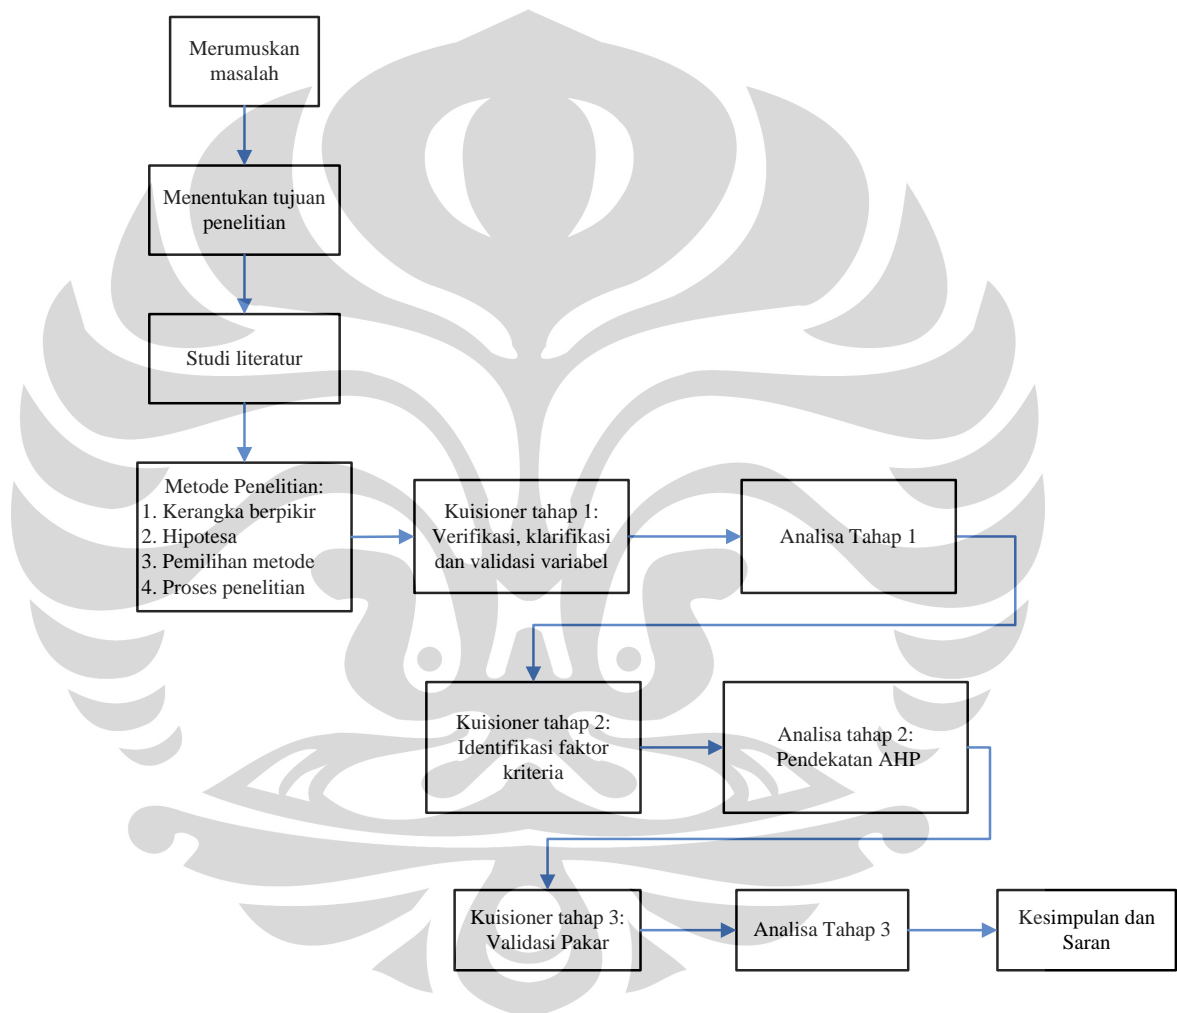 Merumuskan
masalah
Menentukan tujuan
penelitian
Studi literatur
Metode Penelitian:
1. Kerangka berpikir
2. Hipotesa
3. Pemilihan metode
4. Proses penelitian
Kuisioner tahap 1:
Verifikasi, klarifikasi
dan validasi variabel
Analisa Tahap 1
Kuisioner tahap 2:
Identifikasi faktor
kriteria
Analisa tahap 2:
Pendekatan AHP
Kuisioner tahap 3:
Validasi Pakar
Analisa Tahap 3
Kesimpulan dan
Saran